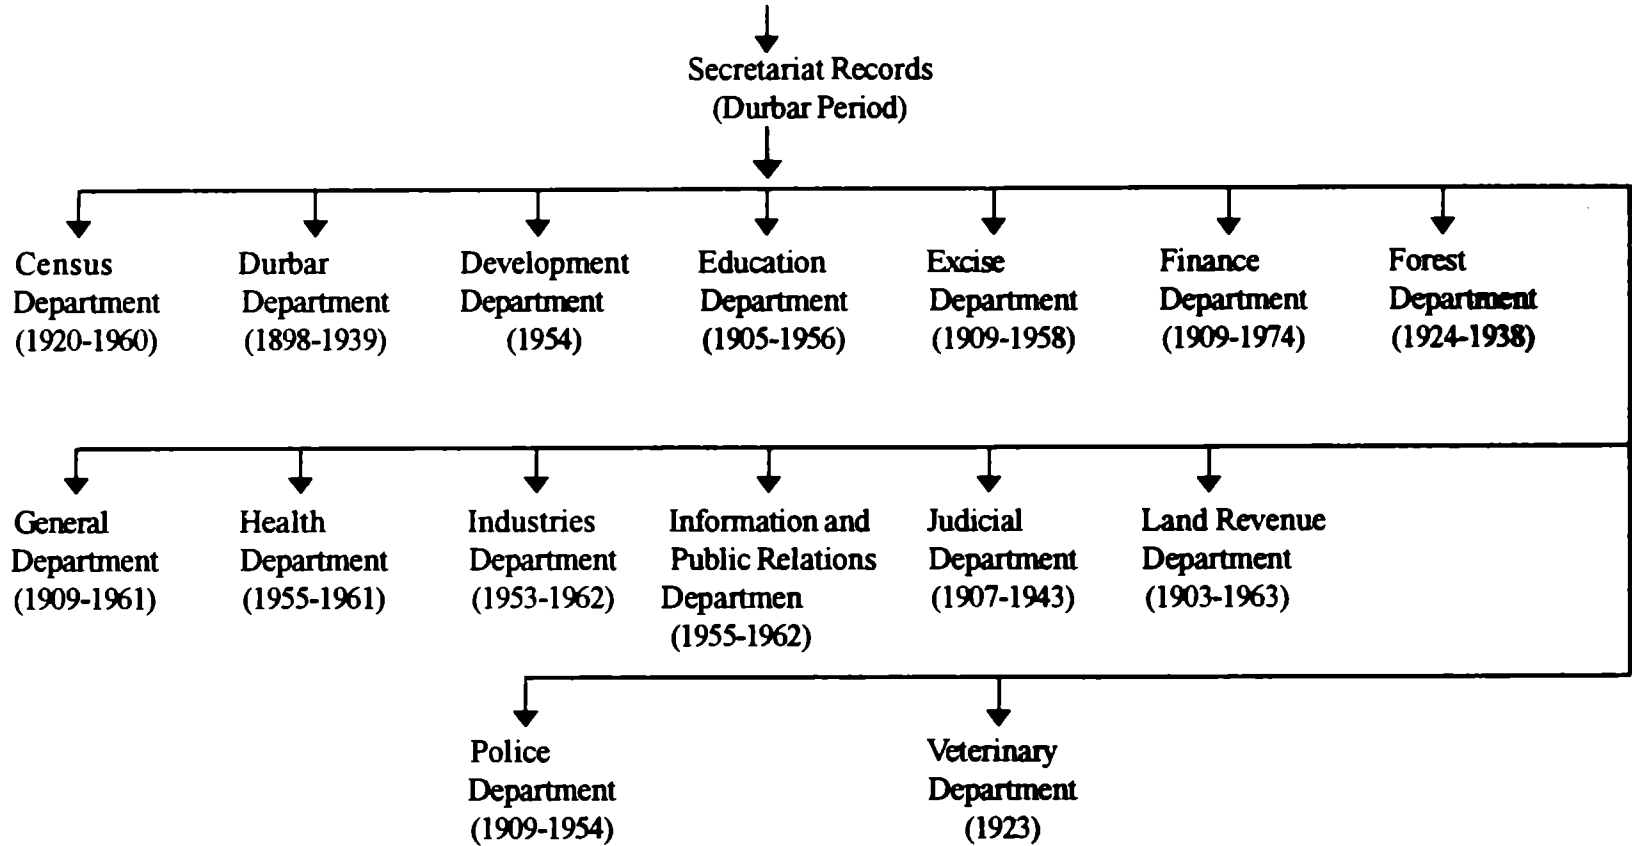 Secretariat Records
(Durbar Period)
Census
Department
(1920-1960)
Durbar
Department
(1898-1939)
Development
Department
(1954)
Education
Department
(1905-1956)
Excise
Department
(1909-1958)
Finance
Department
(1909-1974)
Forest
Department
(1924-1938)
General
Department
(1909-1961)
Health
Department
(1955-1961)
Industries
Department
(1953-1962)
Information and
Public Relations
Departmen
(1955-1962)
Judicial
Department
(1907-1943)
Land Revenue
Department
(1903-1963)
Police
Department
(1909-1954)
Veterinary
Department
(1923)